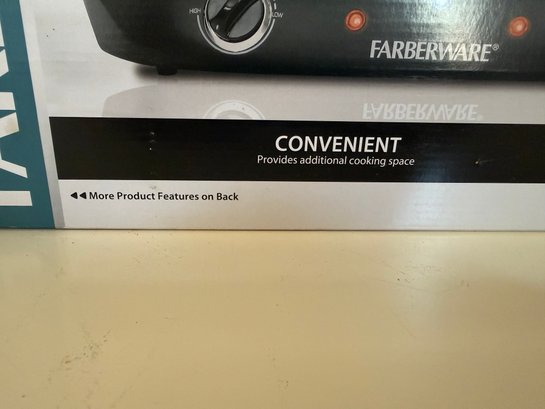 HIGH LOW
FARBERWARE®
FARBERWARE®
CONVENIENT
Provides additional cooking space
◄◄ More Product Features on Back